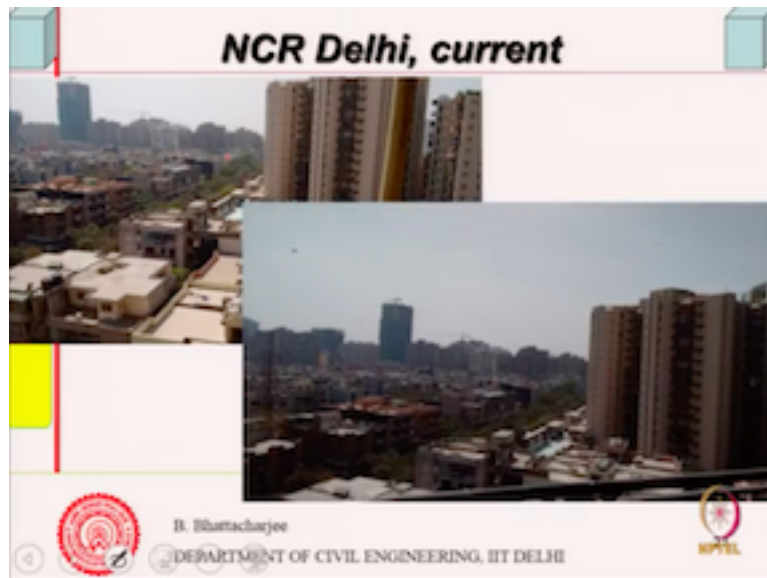 NCR Delhi, current
B. Bhattacharjee
DEPARTMENT OF CIVIL ENGINEERING, IIT DELHI
NPTEL